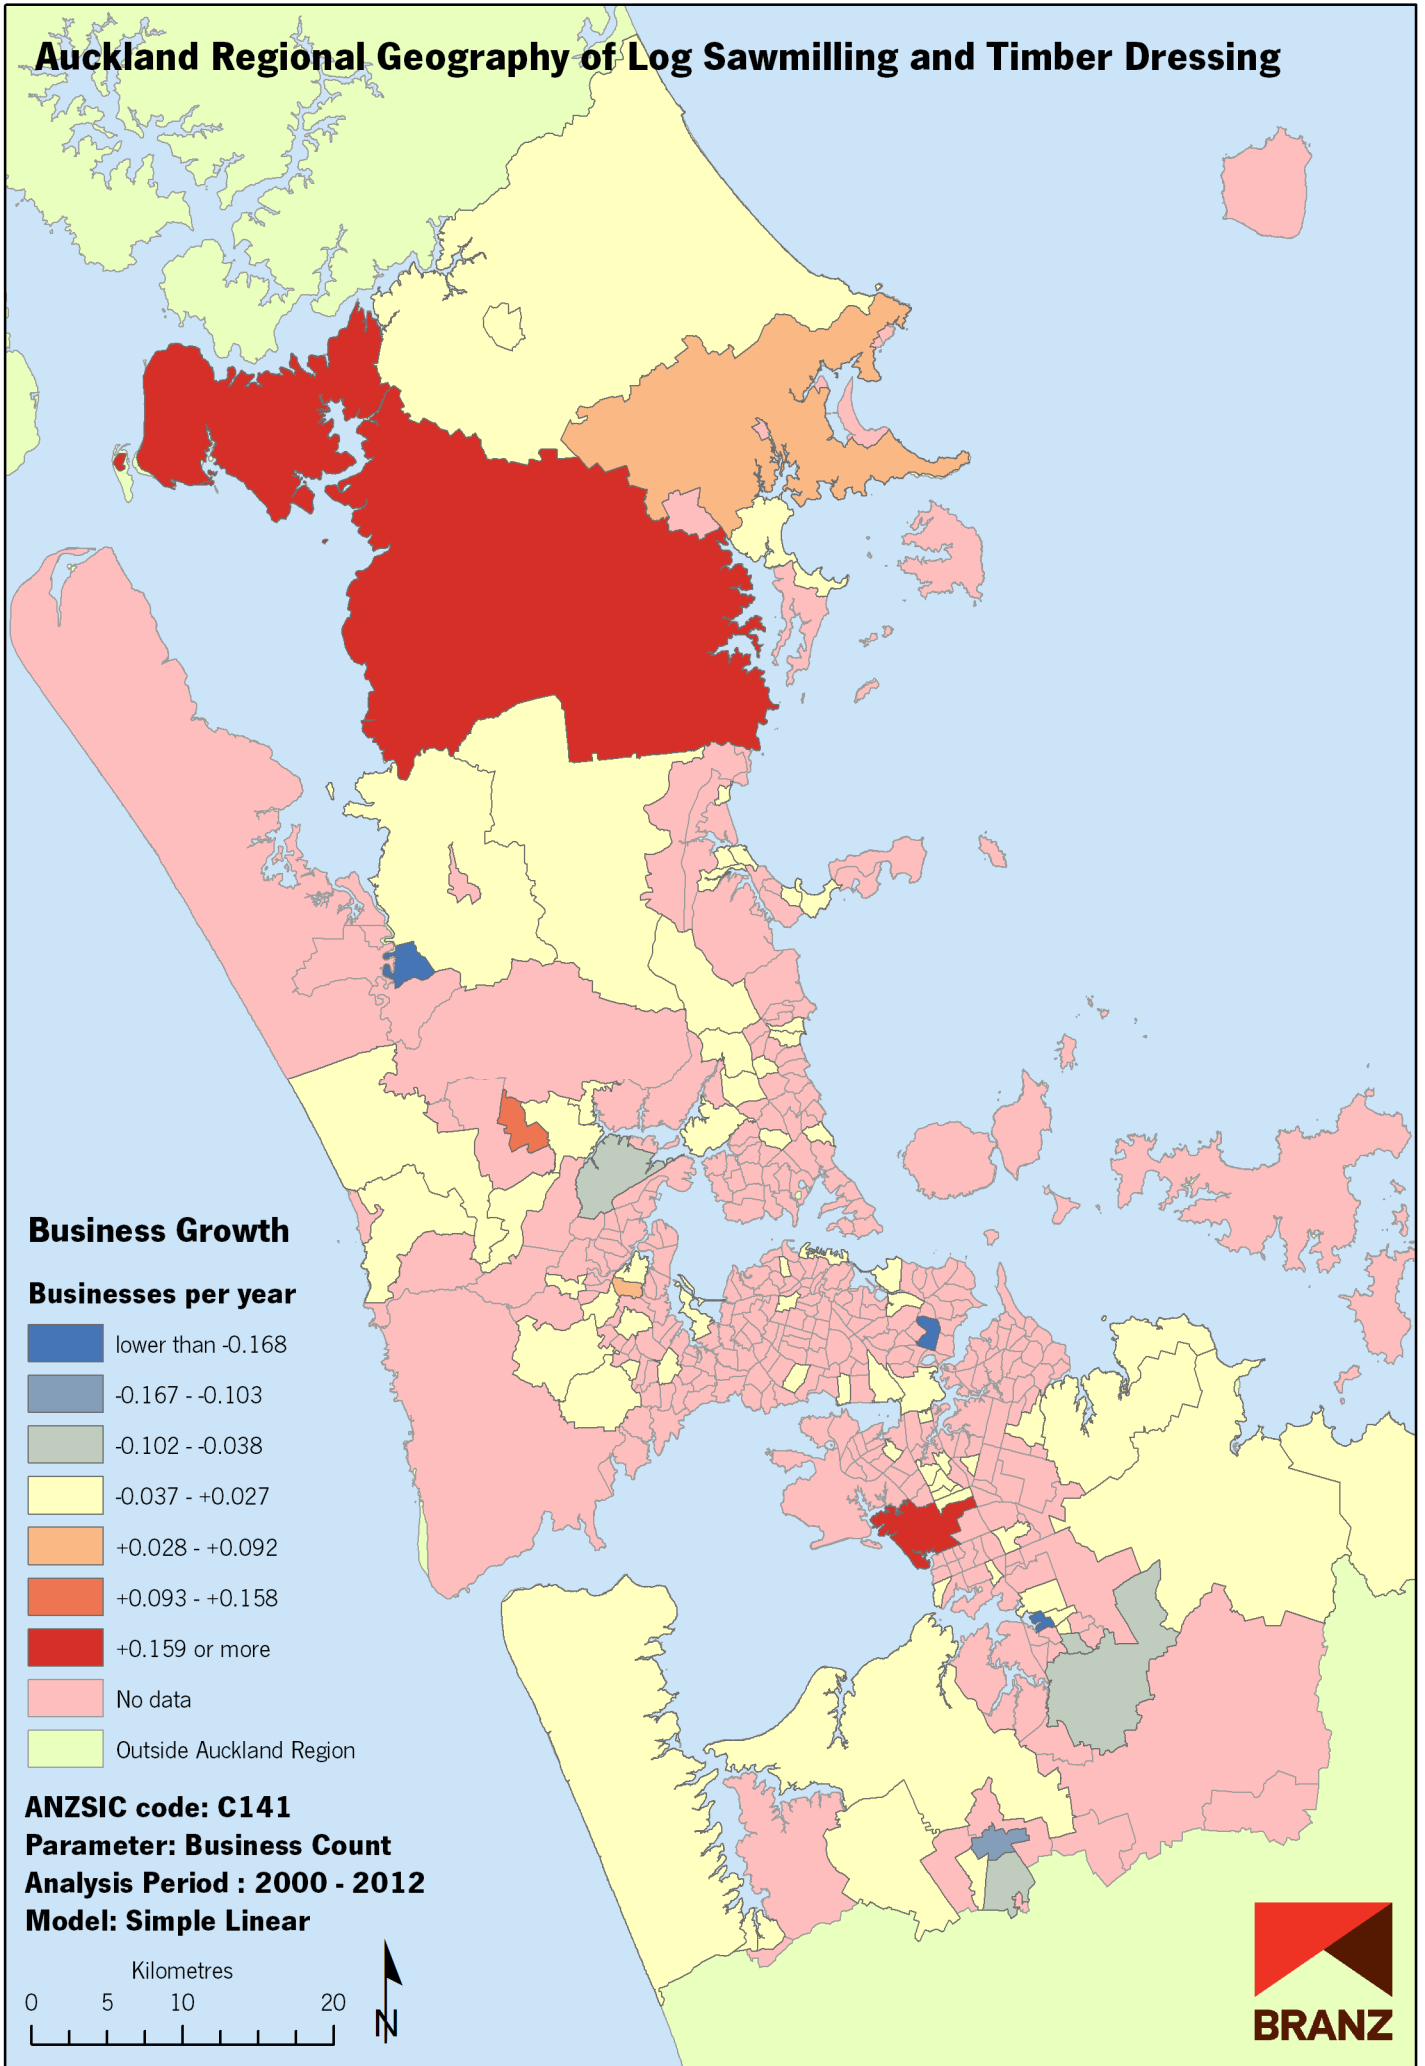 Auckland Regional Geography of Log Sawmilling and Timber Dressing
Business Growth
Businesses per year
lower than -0.168
-0.167 - -0.103
-0.102 - -0.038
-0.037 - +0.027
+0.028 - +0.092
+0.093 - +0.158
+0.159 or more
No data
Outside Auckland Region
ANZSIC code: C141
Parameter: Business Count
Analysis Period : 2000 - 2012
Model: Simple Linear
Kilometres
0 5 10 20
N
BRANZ